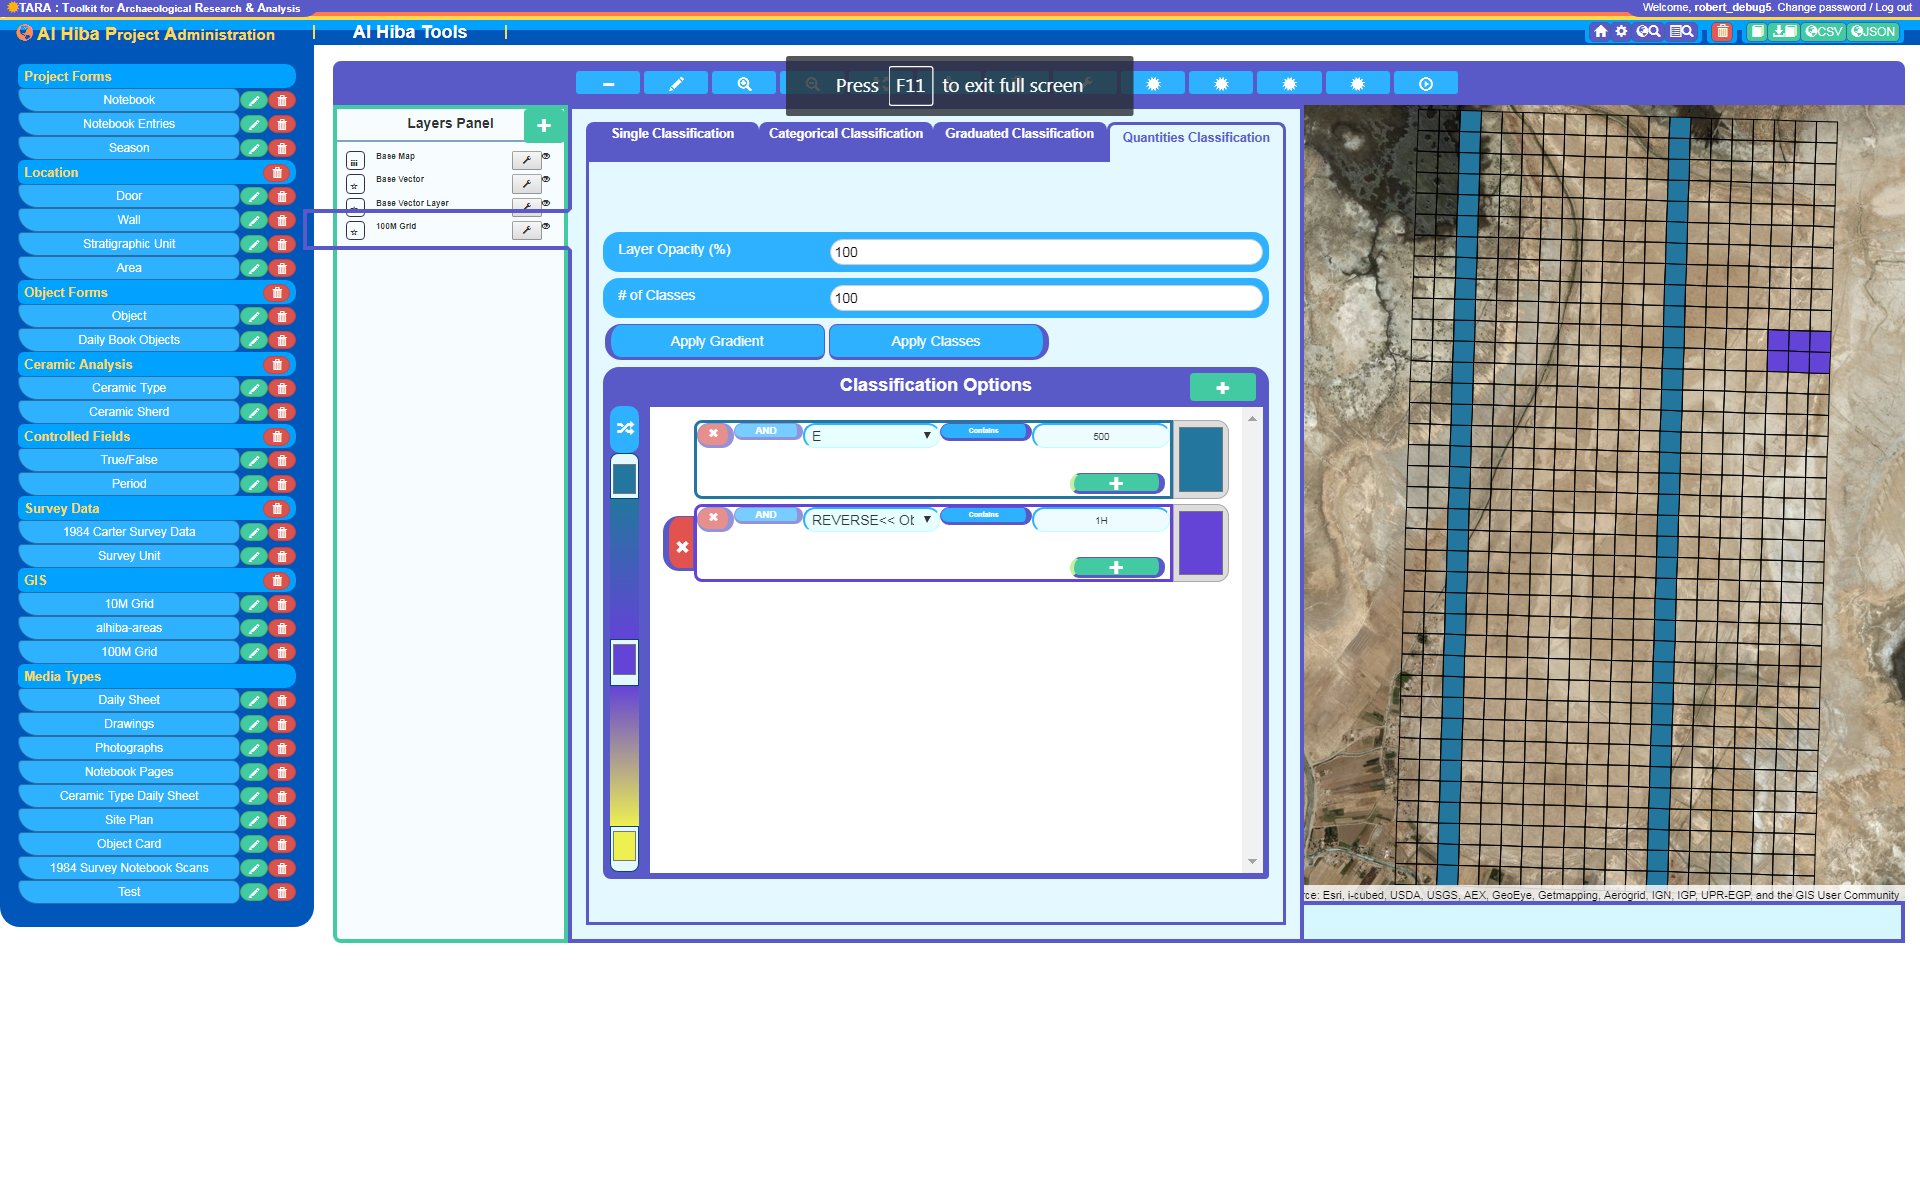 TARA : Toolkit for Archaeological Research & Analysis
Welcome, robert_debug5. Change password / Log out
Al Hiba Project Administration
Al Hiba Tools
CSV
JSON
Press F11 to exit full screen
Project Forms
Notebook
Notebook Entries
Season
Location
Door
Wall
Stratigraphic Unit
Area
Object Forms
Object
Daily Book Objects
Ceramic Analysis
Ceramic Type
Ceramic Sherd
Controlled Fields
True/False
Period
Survey Data
1984 Carter Survey Data
Survey Unit
GIS
10M Grid
alhiba-areas
100M Grid
Media Types
Daily Sheet
Drawings
Photographs
Notebook Pages
Ceramic Type Daily Sheet
Site Plan
Object Card
1984 Survey Notebook Scans
Test
Layers Panel
Base Map
Base Vector
Base Vector Layer
100M Grid
Single Classification
Categorical Classification
Graduated Classification
Quantities Classification
Layer Opacity (%) 100
# of Classes 100
Apply Gradient
Apply Classes
Classification Options
AND E Contains 500
AND REVERSE<< Ob Contains 1H
rce: Esri, i-cubed, USDA, USGS, AEX, GeoEye, Getmapping, Aerogrid, IGN, IGP, UPR-EGP, and the GIS User Community